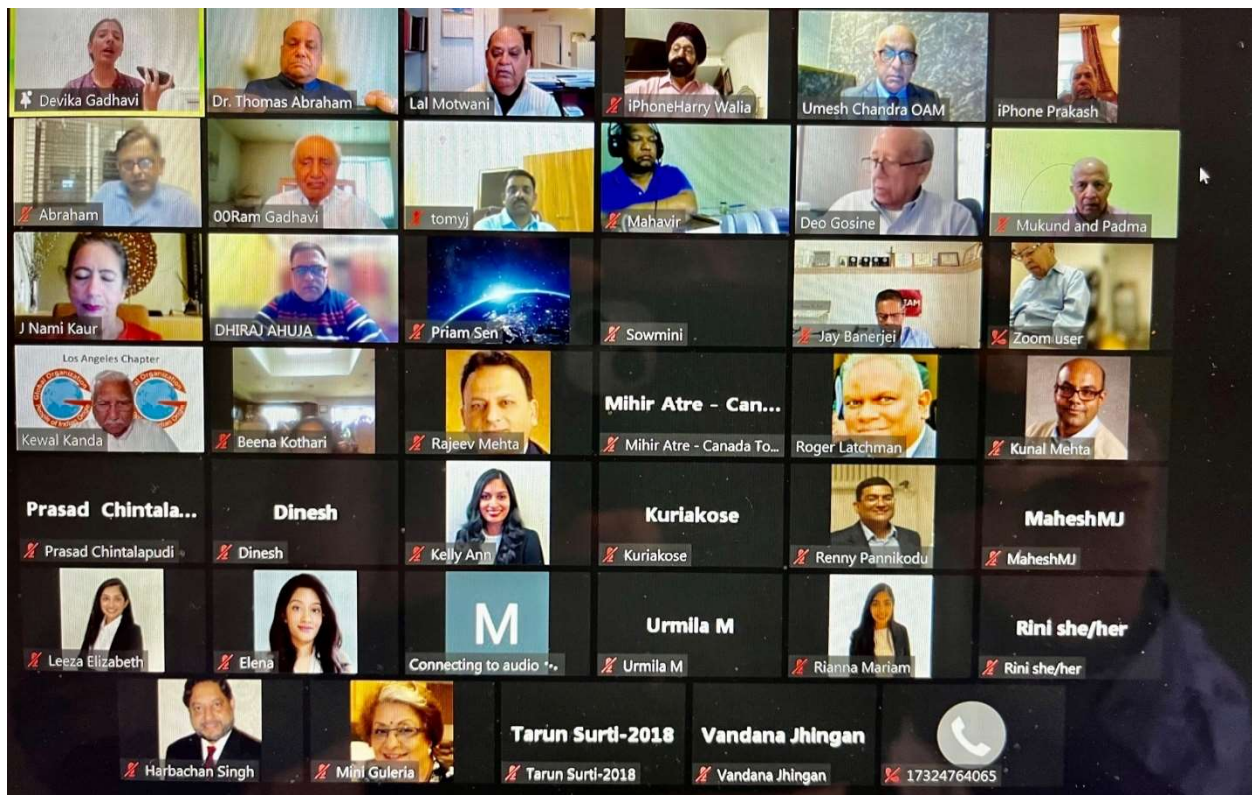 Devika Gadhavi
Dr. Thomas Abraham
Lal Motwani
iPhoneHarry Walia
Umesh Chandra OAM
iPhone Prakash
Abraham
00Ram Gadhavi
tomyj
Mahavir
Deo Gosine
Mukund and Padma
J Nami Kaur
DHIRAJ AHUJA
Priam Sen
Sowmini
Jay Banerjei
Zoom user
Los Angeles Chapter
Kewal Kanda
Beena Kothari
Rajeev Mehta
Mihir Atre - Can...
Mihir Atre - Canada To...
Roger Latchman
Kunal Mehta
Prasad Chintala...
Prasad Chintalapudi
Dinesh
Dinesh
Kelly Ann
Kuriakose
Kuriakose
Renny Pannikodu
MaheshMJ
MaheshMJ
Leeza Elizabeth
Elena
M
Connecting to audio
Urmila M
Urmila M
Rianna Mariam
Rini she/her
Rini she/her
Harbachan Singh
Mini Guleria
Tarun Surti-2018
Tarun Surti-2018
Vandana Jhingan
Vandana Jhingan
17324764065